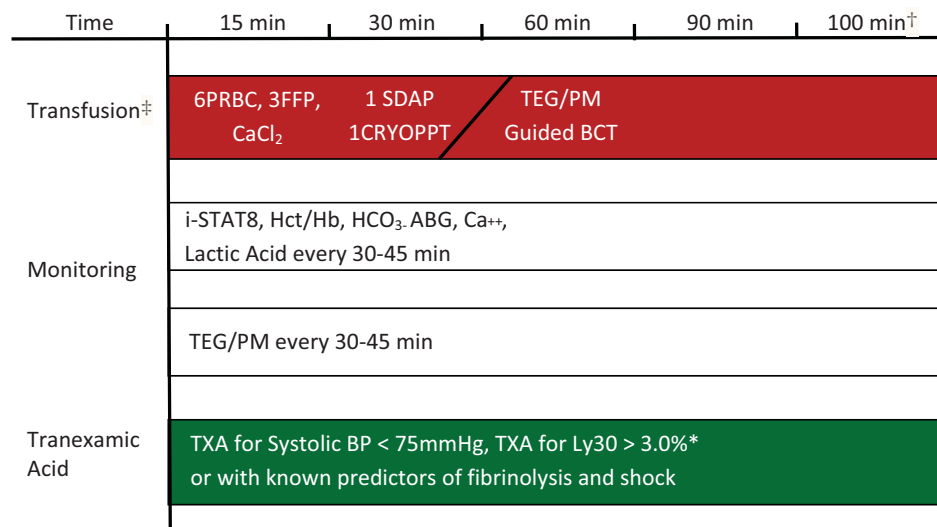 Time 15 min 30 min 60 min 90 min 100 min†
Transfusion‡
6PRBC, 3FFP,
CaCl₂
1 SDAP
1CRYOPPT
TEG/PM
Guided BCT
Monitoring
i-STAT8, Hct/Hb, HCO₃- ABG, Ca++,
Lactic Acid every 30-45 min
TEG/PM every 30-45 min
Tranexamic
Acid
TXA for Systolic BP < 75mmHg, TXA for Ly30 > 3.0%*
or with known predictors of fibrinolysis and shock